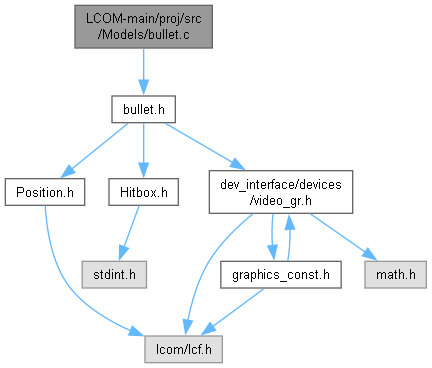 LCOM-main/proj/src
/Models/bullet.c
bullet.h
Position.h
Hitbox.h
dev_interface/devices
/video_gr.h
stdint.h
graphics_const.h
math.h
lcom/lcf.h